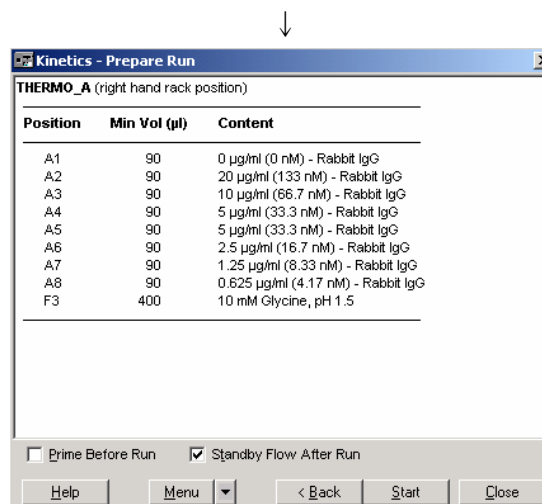 Kinetics - Prepare Run
THERMO_A (right hand rack position)
Position Min Vol (µl) Content
A1 90 0 µg/ml (0 nM) - Rabbit IgG
A2 90 20 µg/ml (133 nM) - Rabbit IgG
A3 90 10 µg/ml (66.7 nM) - Rabbit IgG
A4 90 5 µg/ml (33.3 nM) - Rabbit IgG
A5 90 5 µg/ml (33.3 nM) - Rabbit IgG
A6 90 2.5 µg/ml (16.7 nM) - Rabbit IgG
A7 90 1.25 µg/ml (8.33 nM) - Rabbit IgG
A8 90 0.625 µg/ml (4.17 nM) - Rabbit IgG
F3 400 10 mM Glycine, pH 1.5
Prime Before Run Standby Flow After Run
Help Menu < Back Start Close